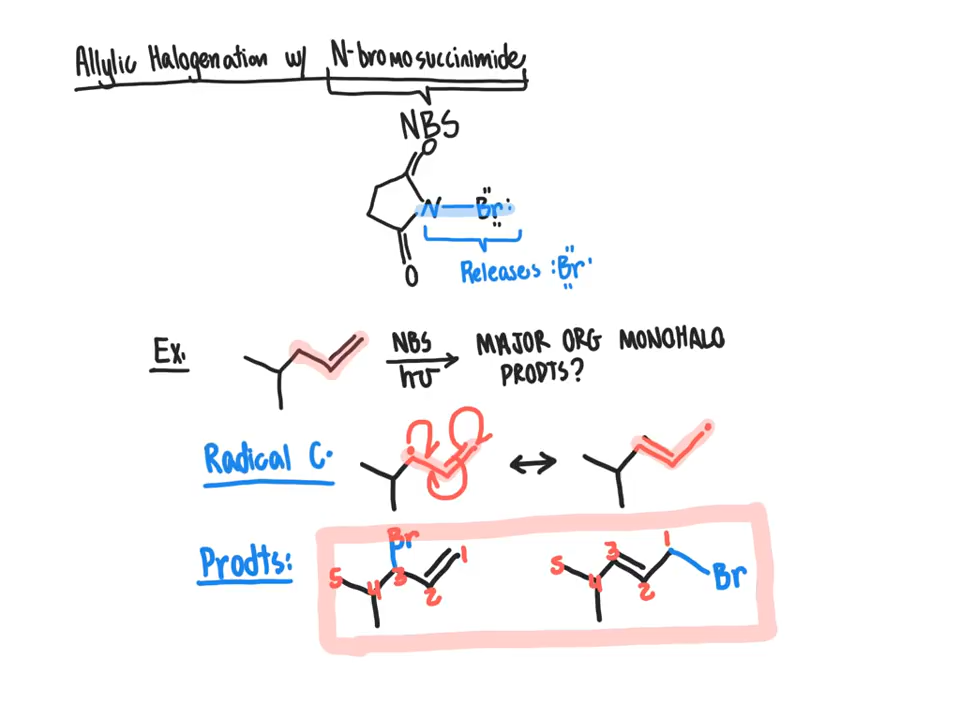 Allylic Halogenation w/ N-bromosuccinimide
NBS
O
N Br
O
Releases :Br·
Ex:
NBS
hν
MAJOR ORG MONOHALO
PRODTS?
Radical C·
Prodts:
Br
5 4 3 2 1
5 4 3 2 1
Br